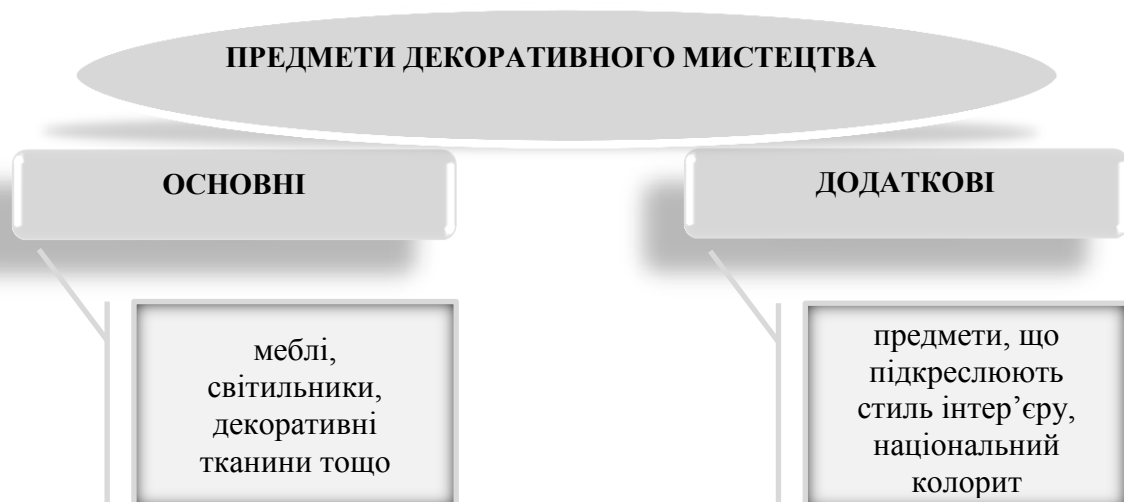 ПРЕДМЕТИ ДЕКОРАТИВНОГО МИСТЕЦТВА
ОСНОВНІ
ДОДАТКОВІ
меблі,
світильники,
декоративні
тканини тощо
предмети, що
підкреслюють
стиль інтер’єру,
національний
колорит